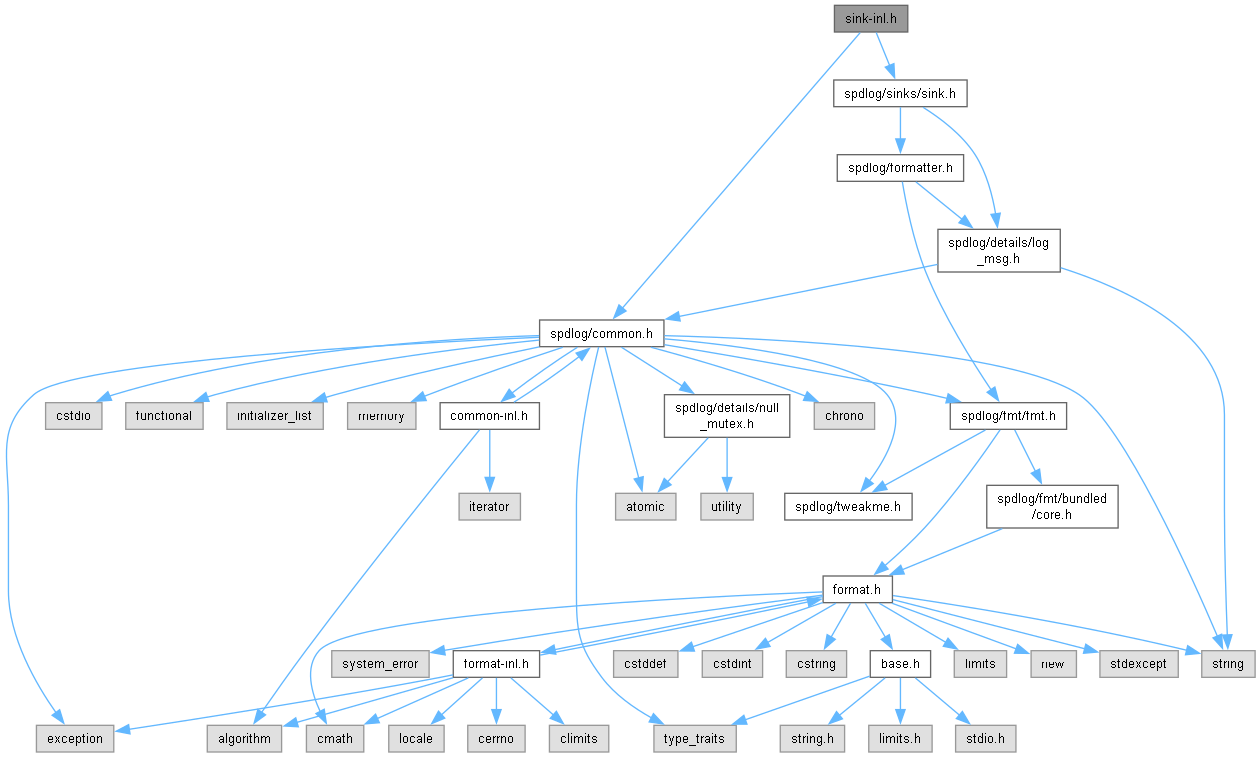 sink-inl.h
spdlog/sinks/sink.h
spdlog/formatter.h
spdlog/details/log
_msg.h
spdlog/common.h
cstdio
functional
initializer_list
memory
common-inl.h
spdlog/details/null
_mutex.h
chrono
spdlog/fmt/fmt.h
iterator
atomic
utility
spdlog/tweakme.h
spdlog/fmt/bundled
/core.h
format.h
system_error
format-inl.h
cstddef
cstdint
cstring
base.h
limits
new
stdexcept
string
exception
algorithm
cmath
locale
cerrno
climits
type_traits
string.h
limits.h
stdio.h